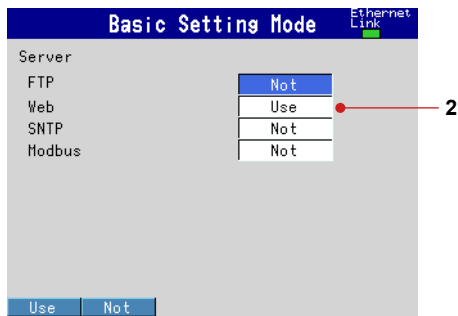 Basic Setting Mode
Ethernet
Link
Server
FTP Not
Web Use 2
SNTP Not
Modbus Not
Use Not